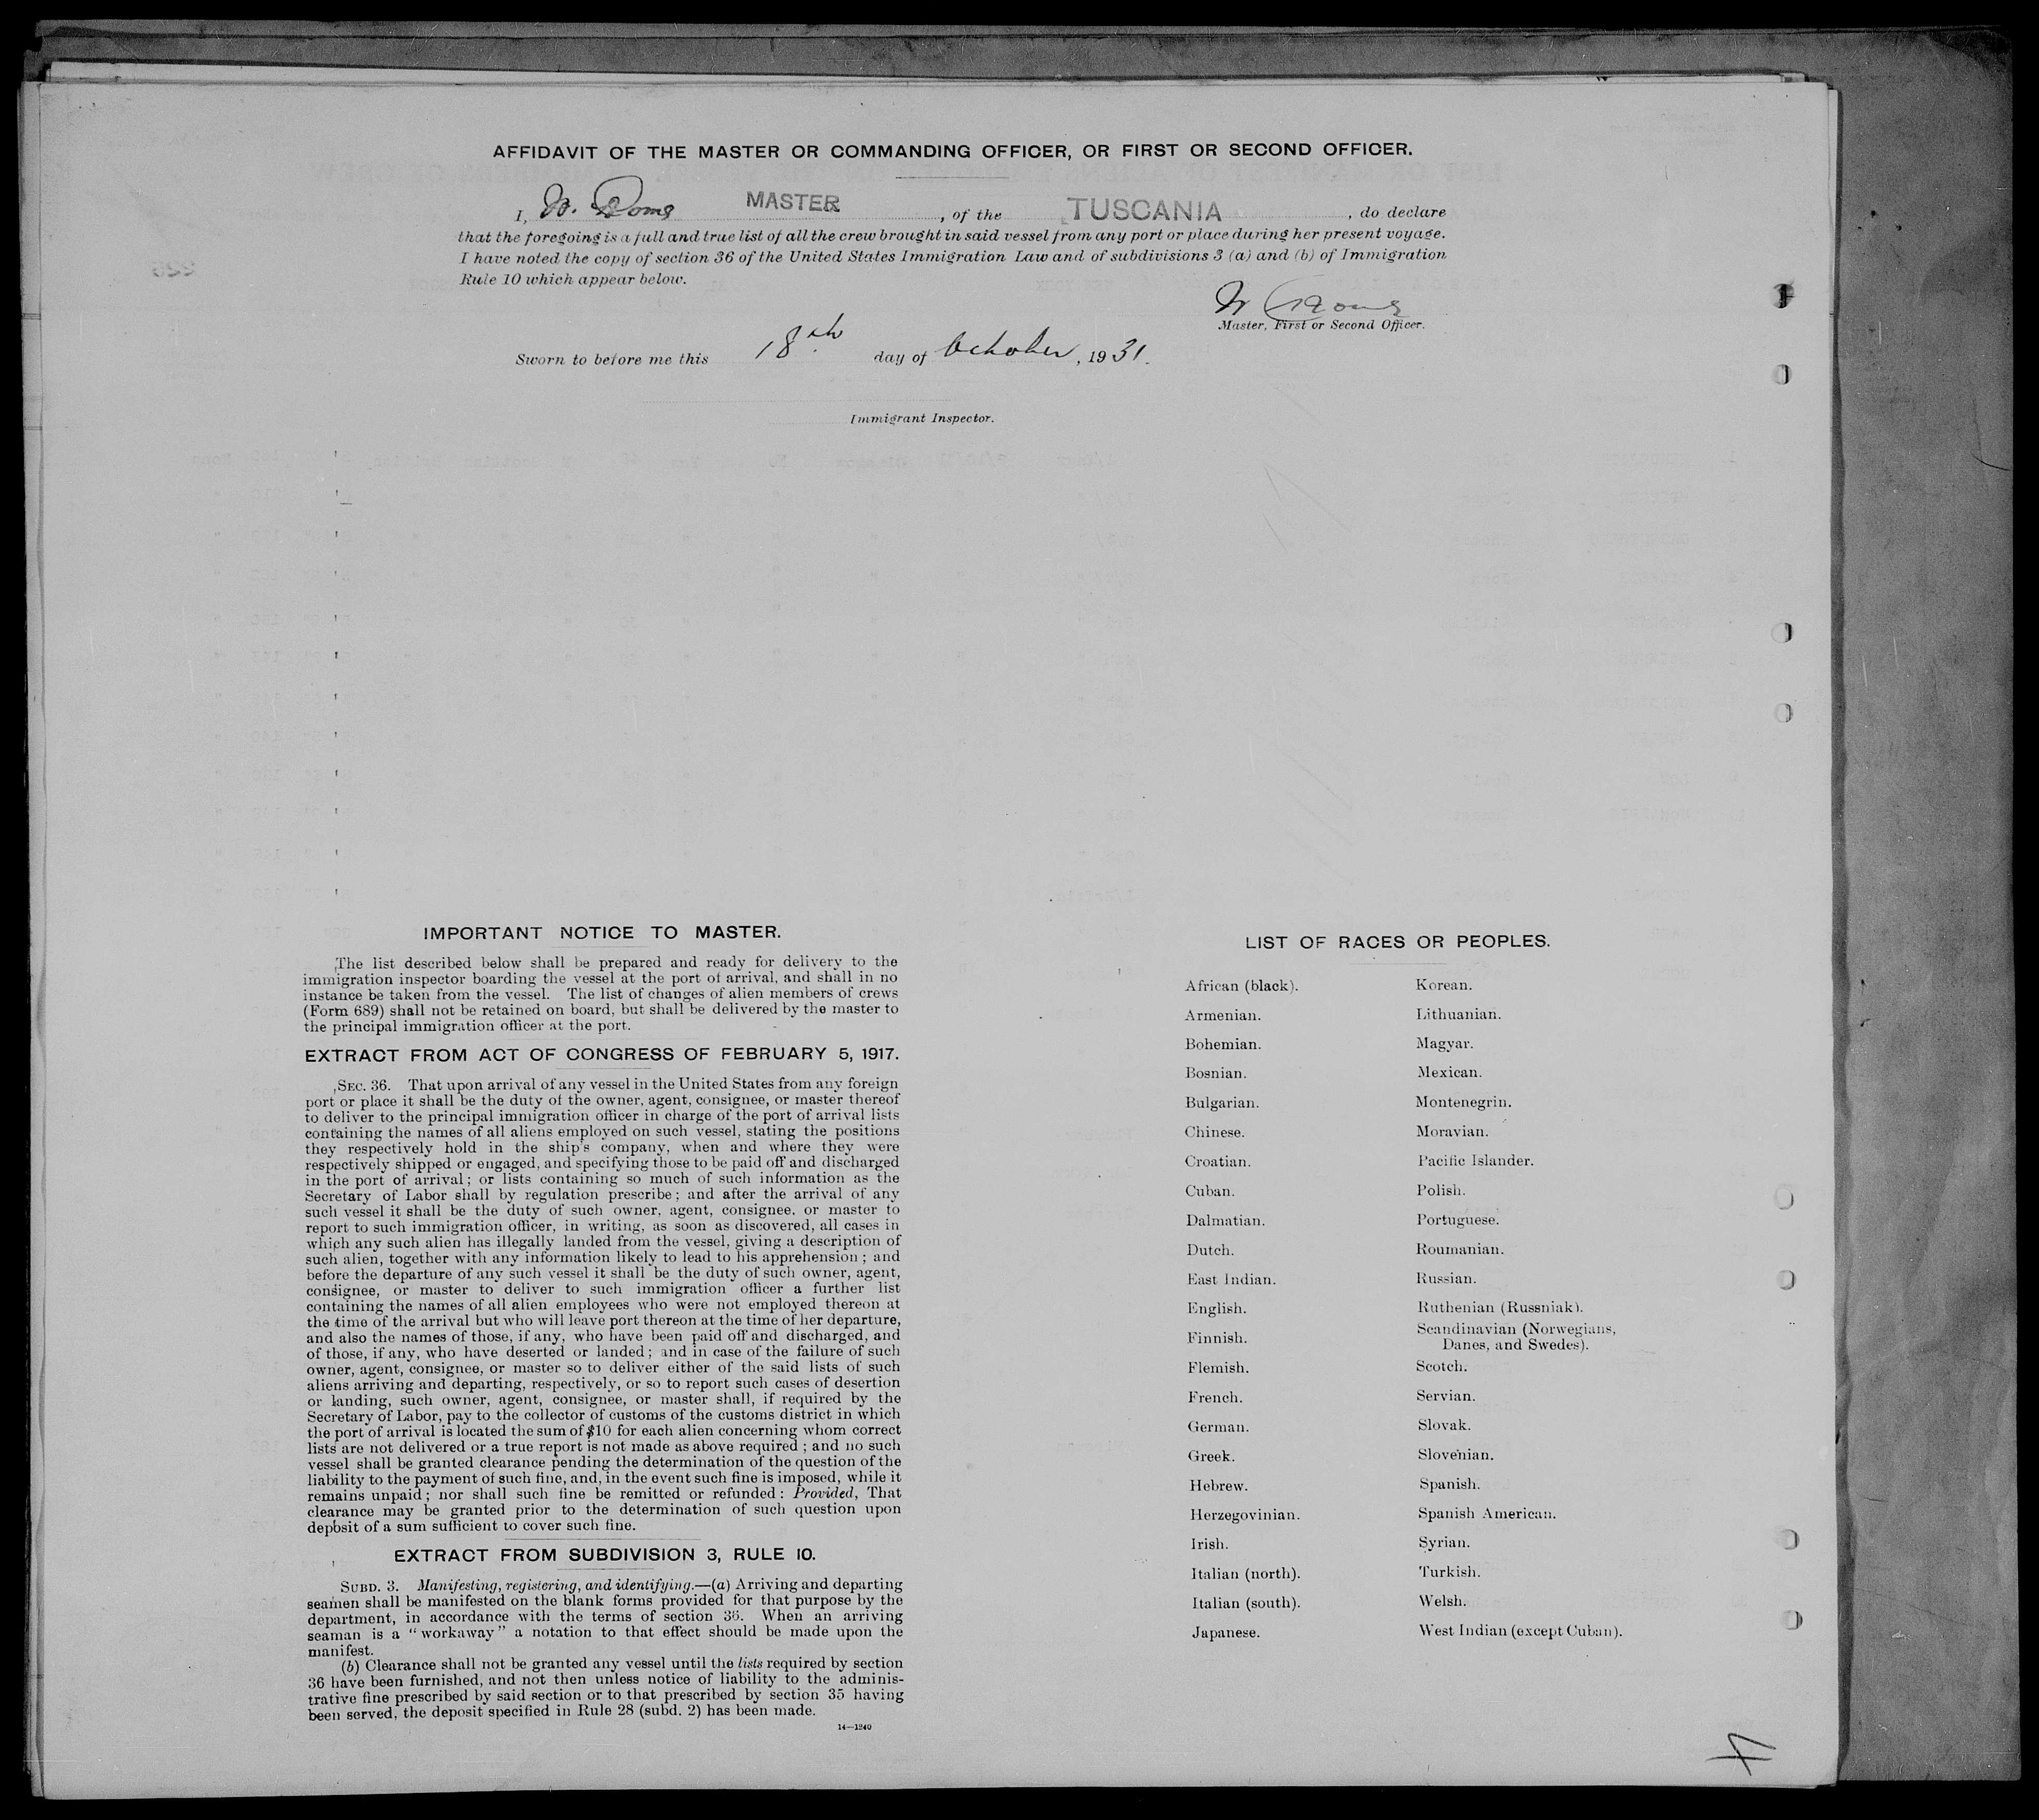 AFFIDAVIT OF THE MASTER OR COMMANDING OFFICER, OR FIRST OR SECOND OFFICER.
I, MASTER, of the TUSCANIA, do declare
that the foregoing is a full and true list of all the crew brought in said vessel from any port or place during her present voyage.
I have noted the copy of section 36 of the United States Immigration Law and of subdivisions 3 (a) and (b) of Immigration
Rule 10 which appear below.
Master, First or Second Officer.
Sworn to before me this 18th day of October, 1931.
Immigrant Inspector.
IMPORTANT NOTICE TO MASTER.
The list described below shall be prepared and ready for delivery to the
immigration inspector boarding the vessel at the port of arrival, and shall in no
instance be taken from the vessel. The list of changes of alien members of crews
(Form 689) shall not be retained on board, but shall be delivered by the master to
the principal immigration officer at the port.
EXTRACT FROM ACT OF CONGRESS OF FEBRUARY 5, 1917.
SEC. 36. That upon arrival of any vessel in the United States from any foreign
port or place it shall be the duty of the owner, agent, consignee, or master thereof
to deliver to the principal immigration officer in charge of the port of arrival lists
containing the names of all aliens employed on such vessel, stating the positions
they respectively hold in the ship's company, when and where they were
respectively shipped or engaged, and specifying those to be paid off and discharged
in the port of arrival; or lists containing so much of such information as the
Secretary of Labor shall by regulation prescribe; and after the arrival of any
such vessel it shall be the duty of such owner, agent, consignee, or master to
report to such immigration officer, in writing, as soon as discovered, all cases in
which any such alien has illegally landed from the vessel, giving a description of
such alien, together with any information likely to lead to his apprehension; and
before the departure of any such vessel it shall be the duty of such owner, agent,
consignee, or master to deliver to such immigration officer a further list
containing the names of all alien employees who were not employed thereon at
the time of the arrival but who will leave port thereon at the time of her departure,
and also the names of those, if any, who have been paid off and discharged, and
of those, if any, who have deserted or landed; and in case of the failure of such
owner, agent, consignee, or master so to deliver either of the said lists of such
aliens arriving and departing, respectively, or so to report such cases of desertion
or landing, such owner, agent, consignee, or master shall, if required by the
Secretary of Labor, pay to the collector of customs of the customs district in which
the port of arrival is located the sum of $10 for each alien concerning whom correct
lists are not delivered or a true report is not made as above required; and no such
vessel shall be granted clearance pending the determination of the question of the
liability to the payment of such fine, and, in the event such fine is imposed, while it
remains unpaid; nor shall such fine be remitted or refunded: Provided, That
clearance may be granted prior to the determination of such question upon
deposit of a sum sufficient to cover such fine.
EXTRACT FROM SUBDIVISION 3, RULE 10.
SUBD. 3. Manifesting, registering, and identifying.—(a) Arriving and departing
seamen shall be manifested on the blank forms provided for that purpose by the
department, in accordance with the terms of section 36. When an arriving
seaman is a "workaway" a notation to that effect should be made upon the
manifest.
(b) Clearance shall not be granted any vessel until the lists required by section
36 have been furnished, and not then unless notice of liability to the adminis-
trative fine prescribed by said section or to that prescribed by section 35 having
been served, the deposit specified in Rule 28 (subd. 2) has been made.
14—1240
LIST OF RACES OR PEOPLES.
African (black).
Armenian.
Bohemian.
Bosnian.
Bulgarian.
Chinese.
Croatian.
Cuban.
Dalmatian.
Dutch.
East Indian.
English.
Finnish.
Flemish.
French.
German.
Greek.
Hebrew.
Herzegovinian.
Irish.
Italian (north).
Italian (south).
Japanese.
Korean.
Lithuanian.
Magyar.
Mexican.
Montenegrin.
Moravian.
Pacific Islander.
Polish.
Portuguese.
Roumanian.
Russian.
Ruthenian (Russniak).
Scandinavian (Norwegians,
Danes, and Swedes).
Scotch.
Servian.
Slovak.
Slovenian.
Spanish.
Spanish American.
Syrian.
Turkish.
Welsh.
West Indian (except Cuban).